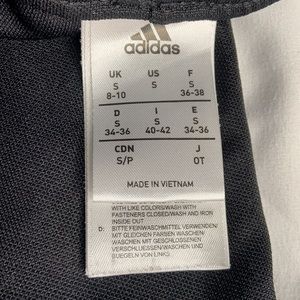 adidas
UK US F
S S S
8-10 36-38
D I E
S S S
34-36 40-42 34-36
CDN J
S/P OT
MADE IN VIETNAM
WITH LIKE COLORS/WASH WITH
FASTENERS CLOSED/WASH AND IRON
INSIDE OUT
D: BITTE FEINWASCHMITTEL VERWENDEN/
MIT GLEICHEN FARBEN WASCHEN/
WASCHEN MIT GESCHLOSSENEN
VERSCHLUESSEN/WASCHEN UND
BUEGELN VON LINKS